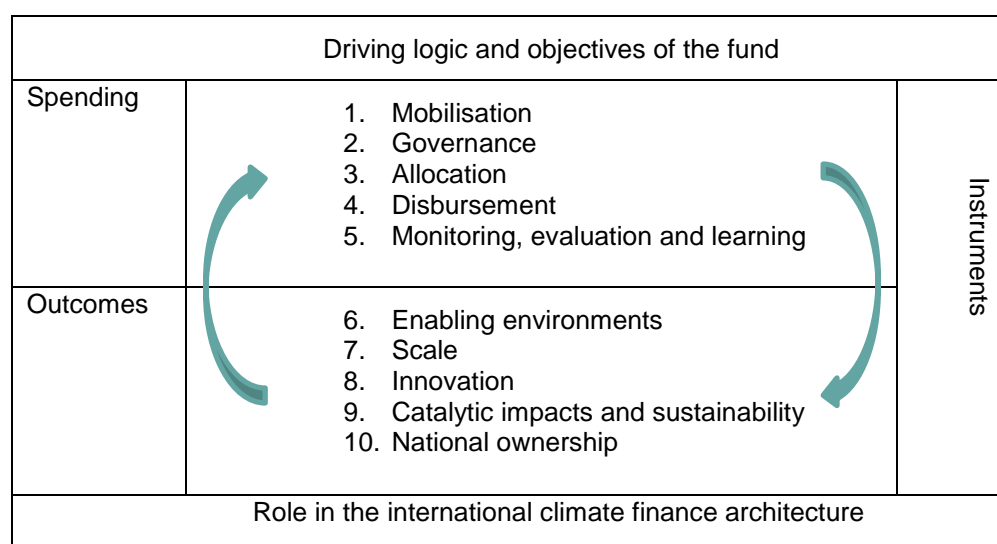 Driving logic and objectives of the fund
Spending
1. Mobilisation
2. Governance
3. Allocation
4. Disbursement
5. Monitoring, evaluation and learning
Instruments
Outcomes
6. Enabling environments
7. Scale
8. Innovation
9. Catalytic impacts and sustainability
10. National ownership
Role in the international climate finance architecture